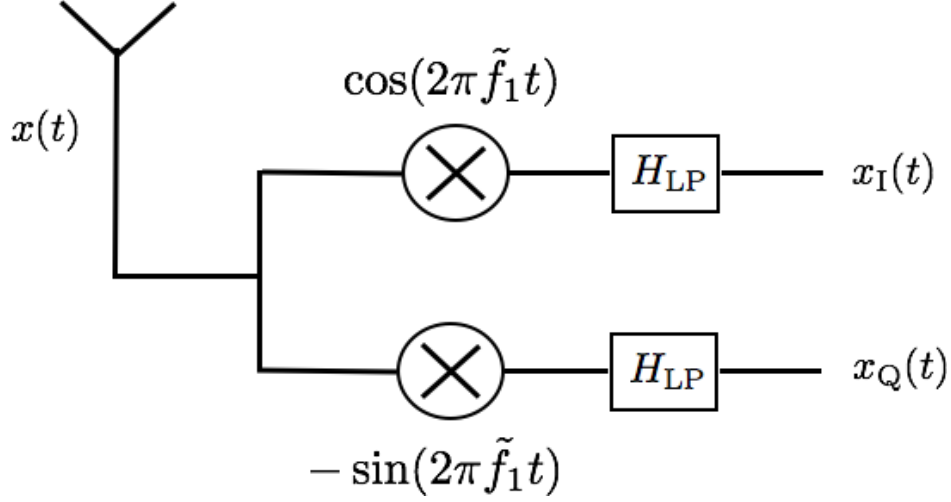 cos(2πf̃₁t)
x(t)
H_LP
x_I(t)
H_LP
x_Q(t)
− sin(2πf̃₁t)